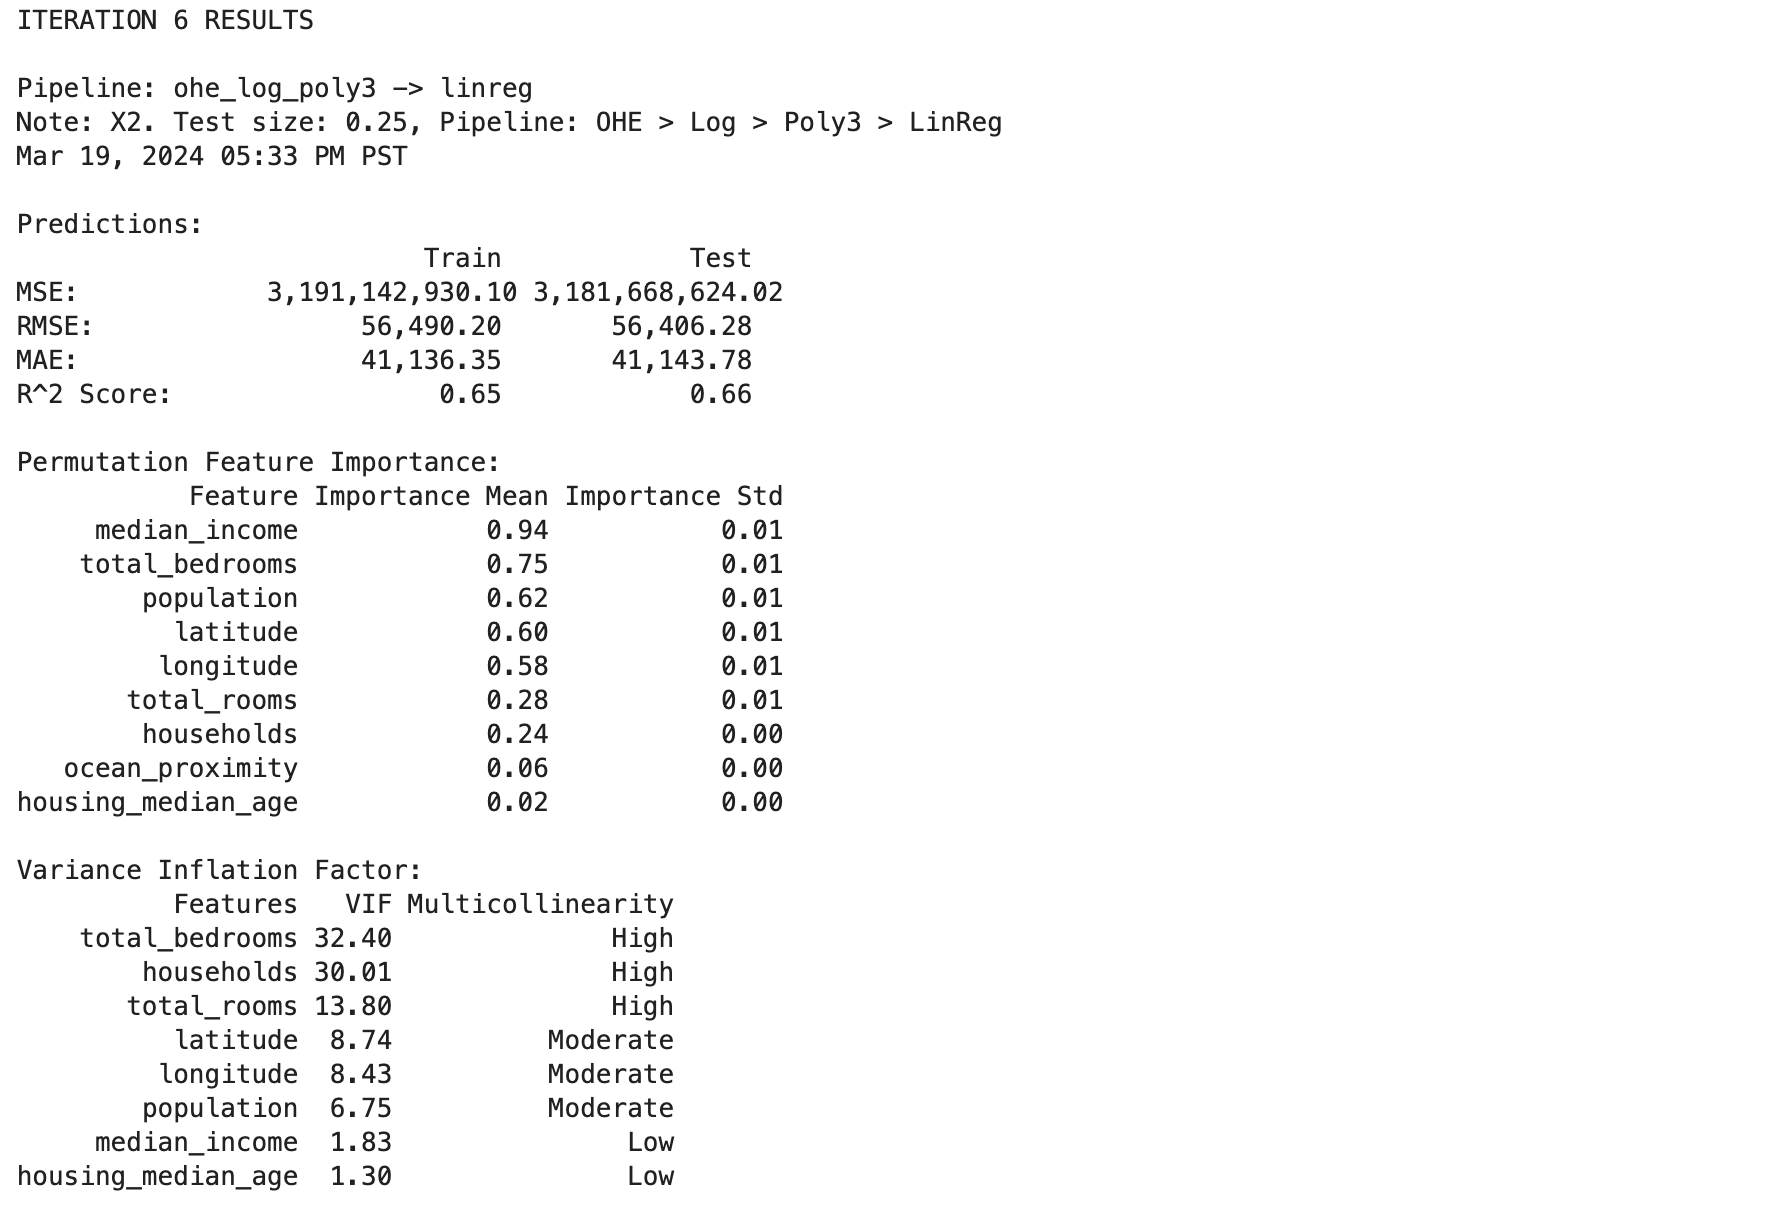 ITERATION 6 RESULTS
Pipeline: ohe_log_poly3 -> linreg
Note: X2. Test size: 0.25, Pipeline: OHE > Log > Poly3 > LinReg
Mar 19, 2024 05:33 PM PST
Predictions:
Train Test
MSE: 3,191,142,930.10 3,181,668,624.02
RMSE: 56,490.20 56,406.28
MAE: 41,136.35 41,143.78
R^2 Score: 0.65 0.66
Permutation Feature Importance:
Feature Importance Mean Importance Std
median_income 0.94 0.01
total_bedrooms 0.75 0.01
population 0.62 0.01
latitude 0.60 0.01
longitude 0.58 0.01
total_rooms 0.28 0.01
households 0.24 0.00
ocean_proximity 0.06 0.00
housing_median_age 0.02 0.00
Variance Inflation Factor:
Features VIF Multicollinearity
total_bedrooms 32.40 High
households 30.01 High
total_rooms 13.80 High
latitude 8.74 Moderate
longitude 8.43 Moderate
population 6.75 Moderate
median_income 1.83 Low
housing_median_age 1.30 Low